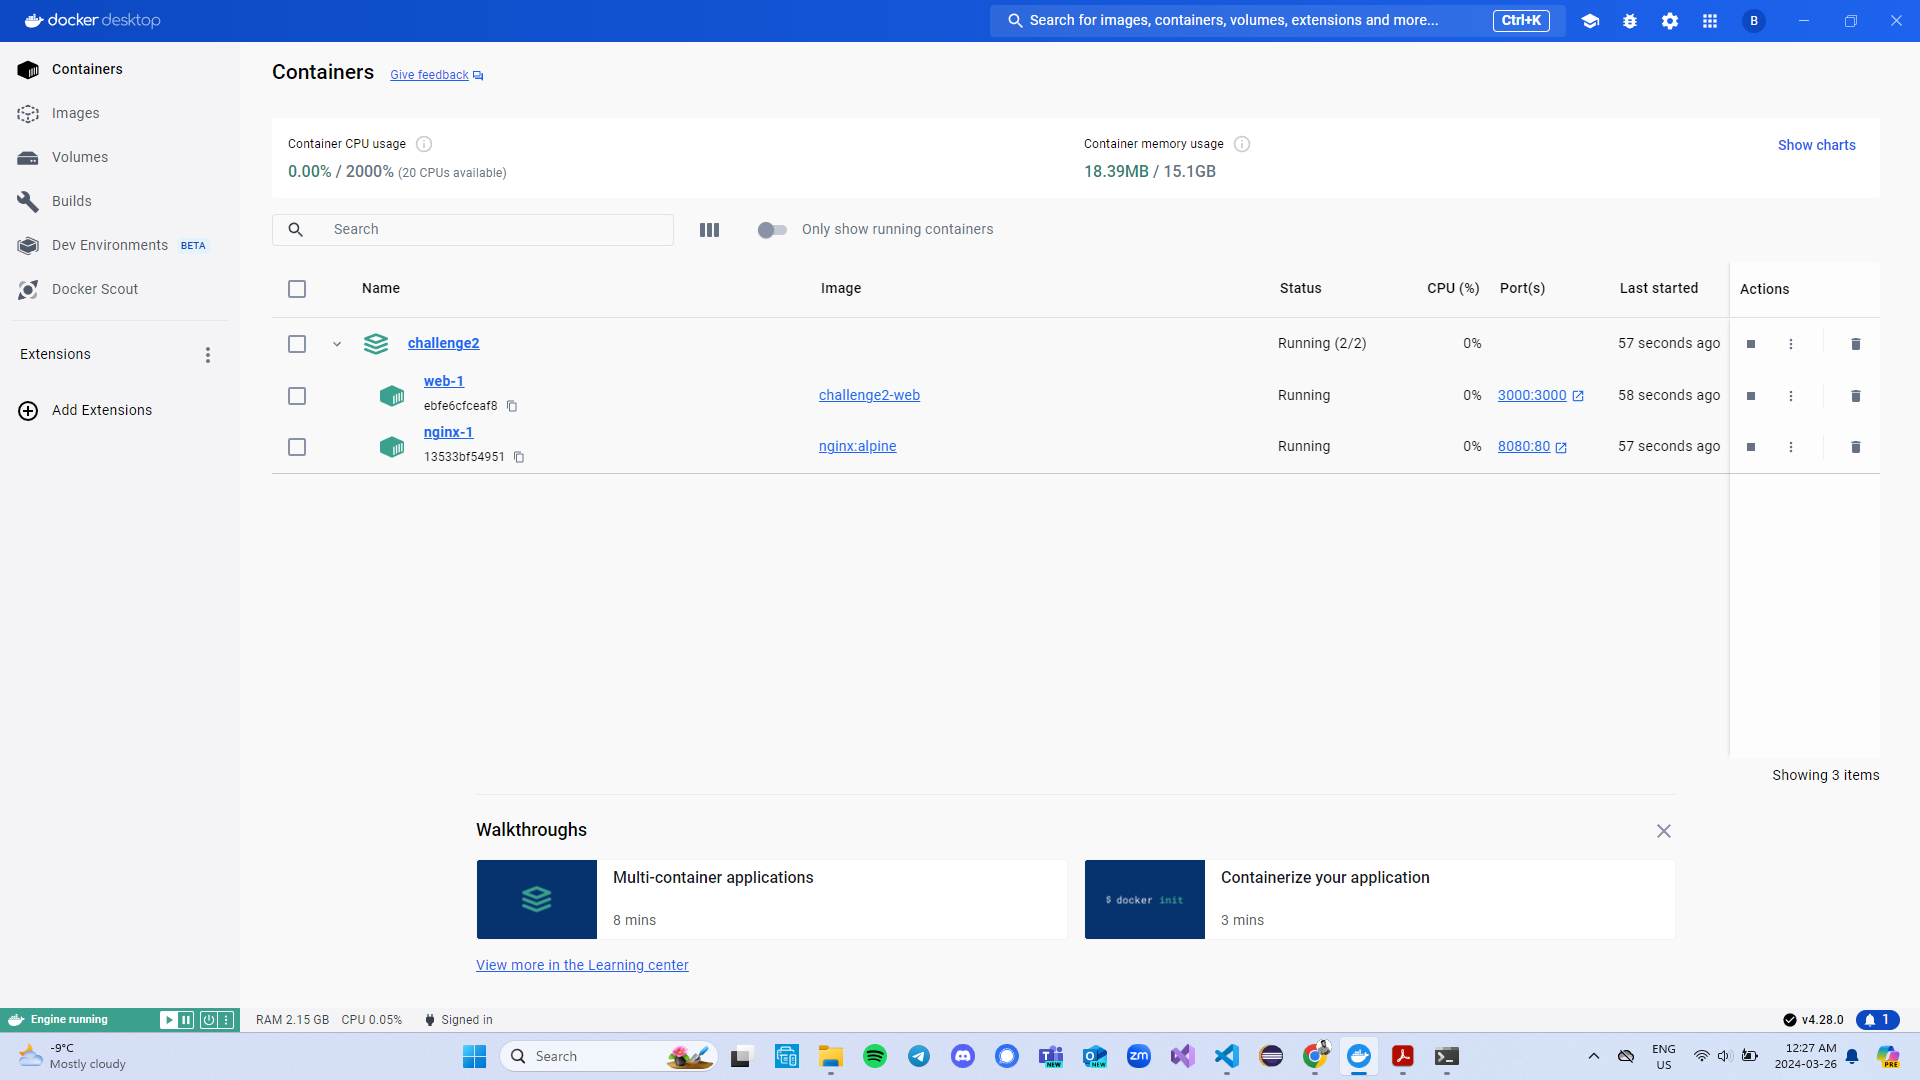 docker desktop
Search for images, containers, volumes, extensions and more...
Ctrl+K
B
Containers
Images
Volumes
Builds
Dev Environments BETA
Docker Scout
Extensions
Add Extensions
Containers Give feedback
Container CPU usage
0.00% / 2000% (20 CPUs available)
Container memory usage
18.39MB / 15.1GB
Show charts
Search
Only show running containers
Name Image Status CPU (%) Port(s) Last started Actions
challenge2 Running (2/2) 0% 57 seconds ago
web-1
ebfe6cfceaf8
challenge2-web Running 0% 3000:3000 58 seconds ago
nginx-1
13533bf54951
nginx:alpine Running 0% 8080:80 57 seconds ago
Showing 3 items
Walkthroughs
$ docker init
Multi-container applications
8 mins
Containerize your application
3 mins
View more in the Learning center
Engine running
RAM 2.15 GB CPU 0.05% Signed in
v4.28.0
1
-9°C
Mostly cloudy
Search
NEW
NEW
zm
ENG
US
12:27 AM
2024-03-26
PRE